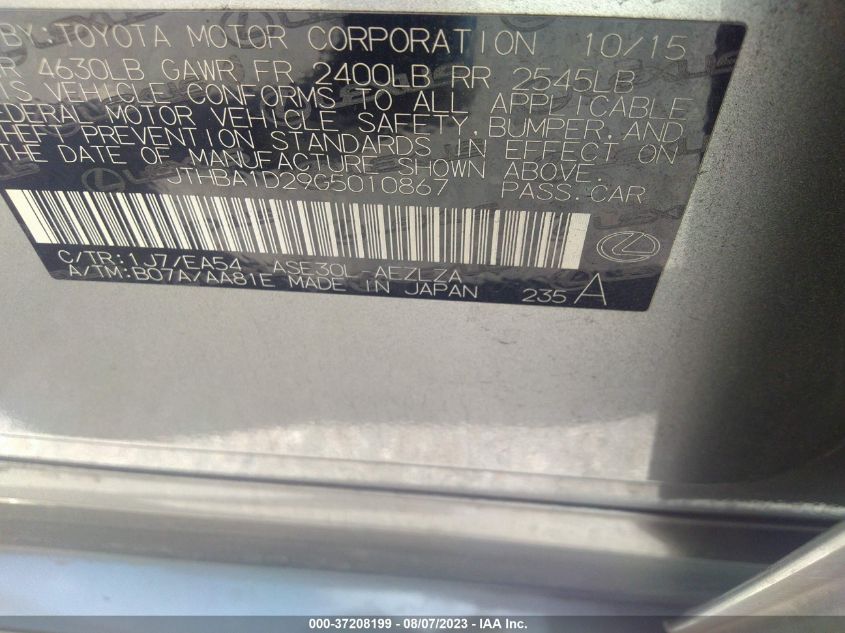 BY: TOYOTA MOTOR CORPORATION 10/15
R 4630LB GAWR FR 2400LB RR 2545LB
IS VEHICLE CONFORMS TO ALL APPLICABLE
EDERAL MOTOR VEHICLE SAFETY, BUMPER, AND
HEFT PREVENTION STANDARDS IN EFFECT ON
THE DATE OF MANUFACTURE SHOWN ABOVE.
JTHBA1D29G5010867 PASS. CAR
C/TR: 1J7/EA54 ASE30L-AEZLZA
A/TM: B07A/AA81E MADE IN JAPAN 235 A
000-37208199 — 08/07/2023 — © IAA Inc.